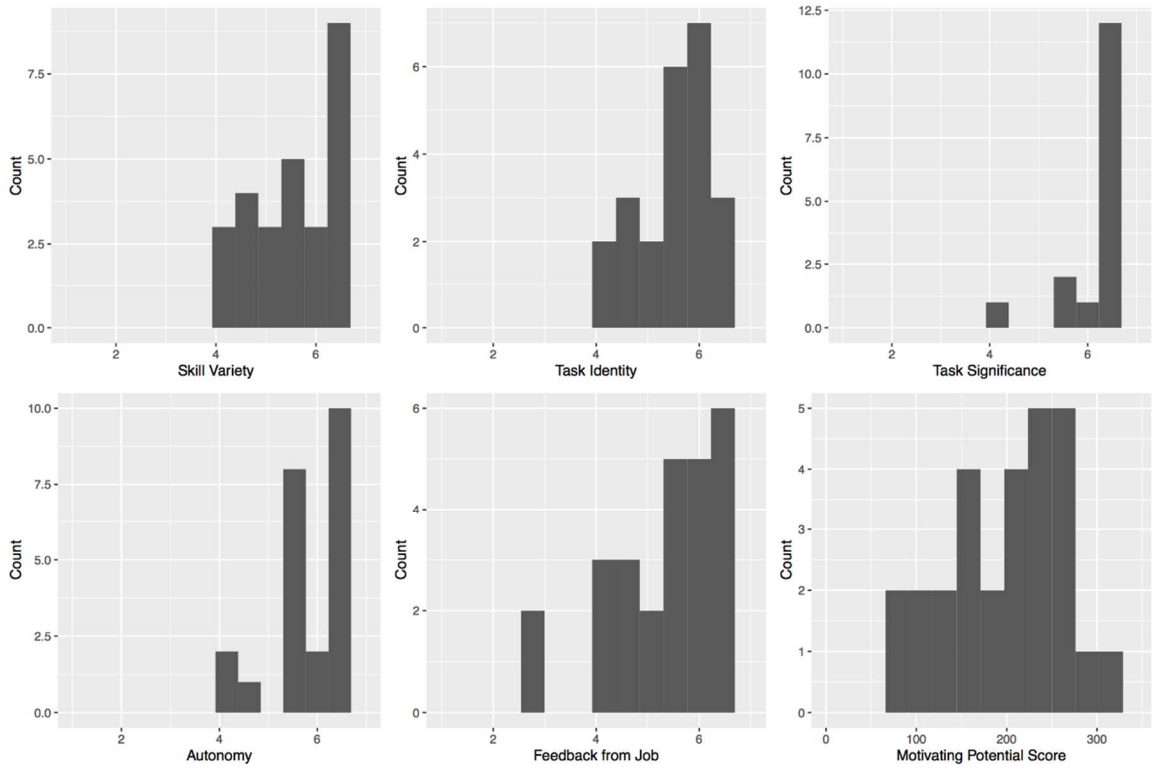 Count
7.5
5.0
2.5
0.0
2 4 6
Skill Variety
Count
6
4
2
0
2 4 6
Task Identity
Count
12.5
10.0
7.5
5.0
2.5
0.0
2 4 6
Task Significance
Count
10.0
7.5
5.0
2.5
0.0
2 4 6
Autonomy
Count
6
4
2
0
2 4 6
Feedback from Job
Count
5
4
3
2
1
0
0 100 200 300
Motivating Potential Score